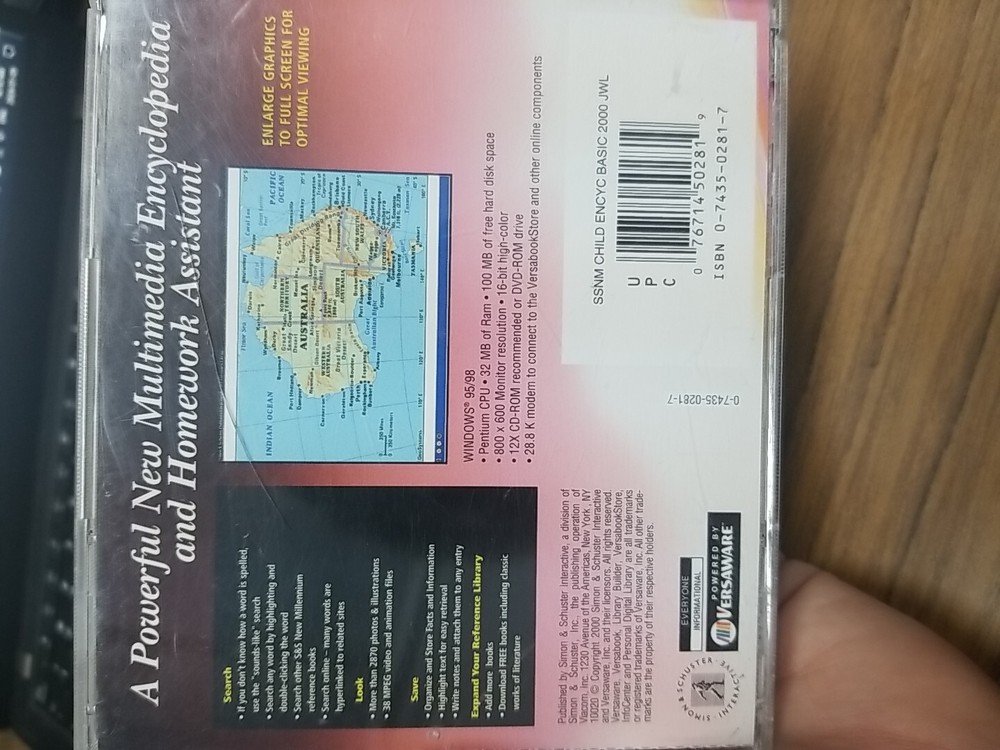 A Powerful New Multimedia Encyclopedia
and Homework Assistant
Search
• If you don't know how a word is spelled,
use the "sounds-like" search
• Search any word by highlighting and
double-clicking the word
• Search other S&S New Millennium
reference books
• Search online – many words are
hyperlinked to related sites
Look
• More than 2870 photos & illustrations
• 38 MPEG video and animation files
Save
• Organize and Store Facts and Information
• Highlight text for easy retrieval
• Write notes and attach them to any entry
Expand Your Reference Library
• Add more books
• Download FREE books including classic
works of literature
INDIAN OCEAN
AUSTRALIA
PACIFIC
OCEAN
TASMANIA
ENLARGE GRAPHICS
TO FULL SCREEN FOR
OPTIMAL VIEWING
WINDOWS® 95/98
• Pentium CPU • 32 MB of Ram • 100 MB of free hard disk space
• 800 x 600 Monitor resolution • 16-bit high-color
• 12X CD-ROM recommended or DVD-ROM drive
• 28.8 K modem to connect to the VersabookStore and other online components
Published by Simon & Schuster Interactive, a division of
Simon & Schuster, Inc., the publishing operation of
Viacom, Inc. 1230 Avenue of the Americas, New York, NY
10020 © Copyright 2000 Simon & Schuster Interactive
and Versaware, Inc. and their licensors. All rights reserved.
Versaware, Versabook, Library Builder, VersabookStore,
InfoCenter and Personal Digital Library are all trademarks
or registered trademarks of Versaware, Inc. All other trade-
marks are the property of their respective holders.
SIMON & SCHUSTER INTERACTIVE
EVERYONE
INFORMATIONAL
POWERED BY
VERSAWARE
0-7435-0281-7
SSNM CHILD ENCYC BASIC 2000 JWL
UPC
0 76714 50281 9
ISBN 0-7435-0281-7